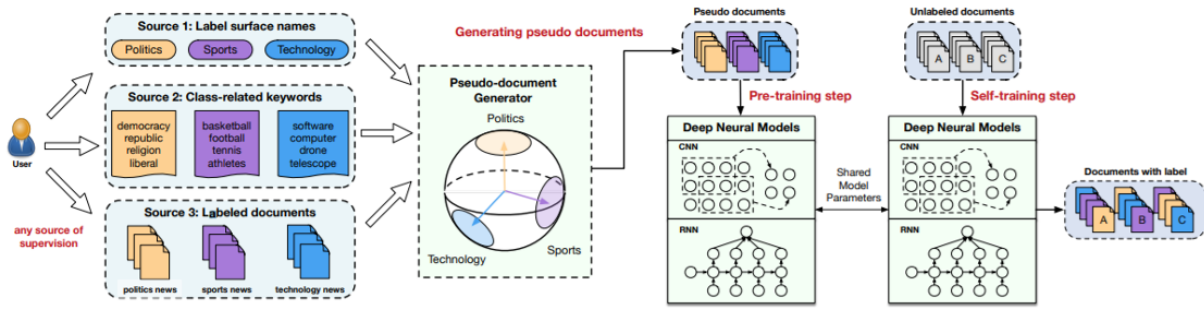 User
any source of
supervision
Source 1: Label surface names
Politics
Sports
Technology
Source 2: Class-related keywords
democracy
republic
religion
liberal
basketball
football
tennis
athletes
software
computer
drone
telescope
Source 3: Labeled documents
politics news
sports news
technology news
Generating pseudo documents
Pseudo-document
Generator
Politics
Technology
Sports
Pseudo documents
Pre-training step
Deep Neural Models
CNN
RNN
Shared
Model
Parameters
Unlabeled documents
A
B
C
Self-training step
Deep Neural Models
CNN
RNN
Documents with label
A
B
C